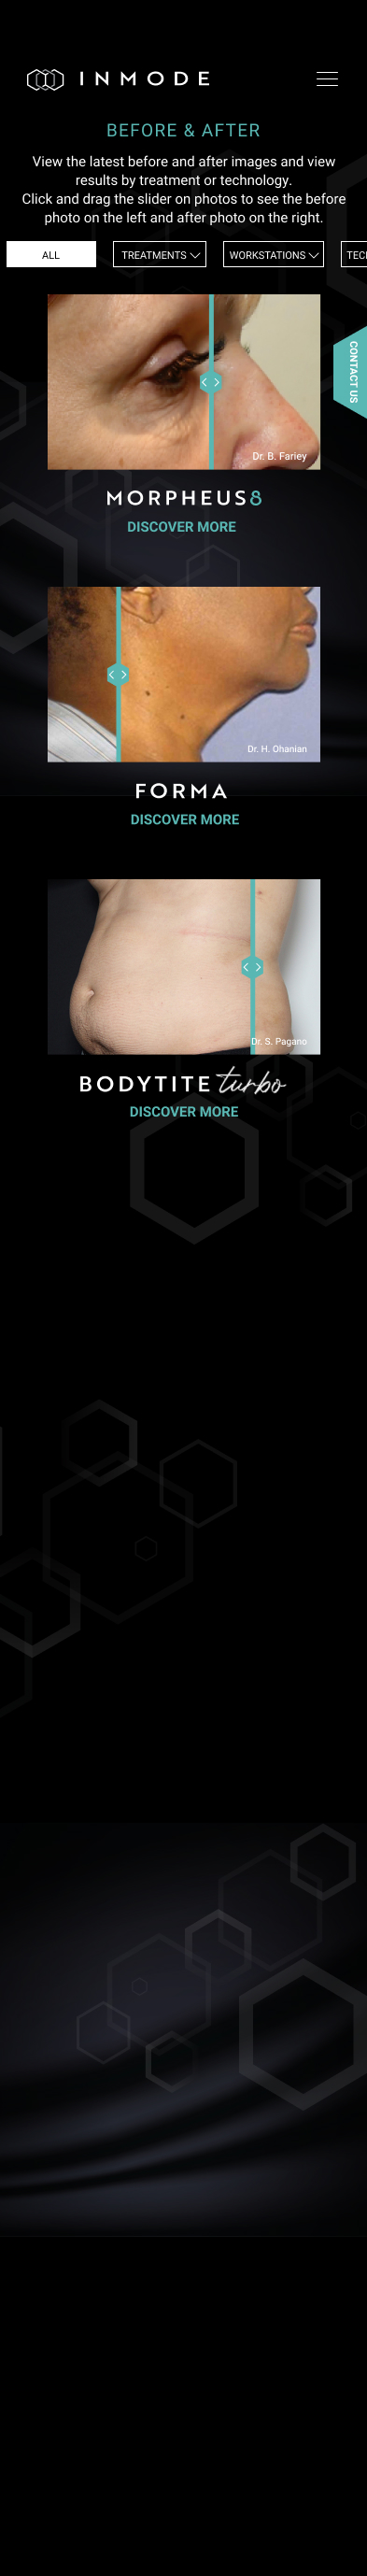 INMODE
BEFORE & AFTER
View the latest before and after images and view
results by treatment or technology.
Click and drag the slider on photos to see the before
photo on the left and after photo on the right.
ALL
TREATMENTS
WORKSTATIONS
CONTACT US
Dr. B. Fariey
MORPHEUS8
DISCOVER MORE
Dr. H. Ohanian
FORMA
DISCOVER MORE
Dr. S. Pagano
BODYTITE turbo
DISCOVER MORE